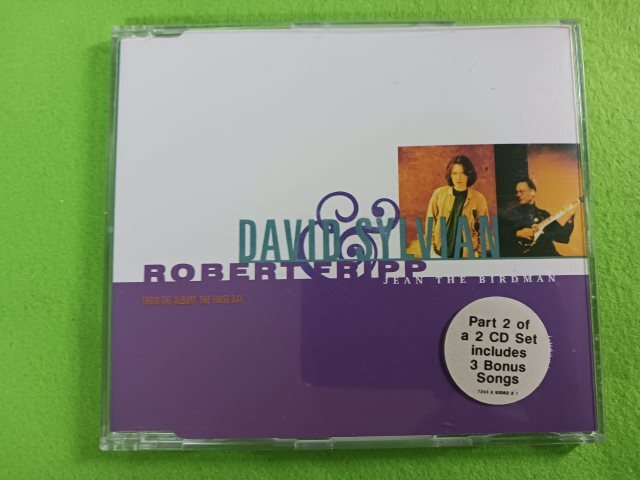 DAVID SYLVIAN
&
ROBERT FRIPP
JEAN THE BIRDMAN
FROM THE ALBUM THE FIRST DAY
Part 2 of
a 2 CD Set
includes
3 Bonus
Songs